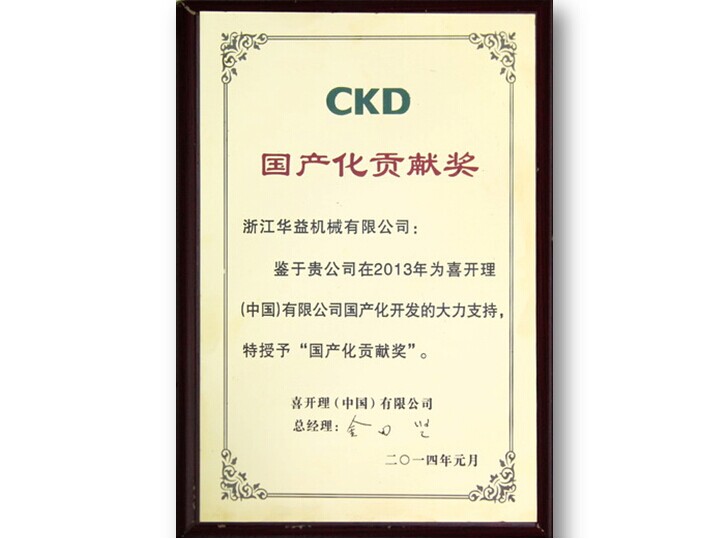 CKD
国产化贡献奖
浙江华益机械有限公司：
鉴于贵公司在2013年为喜开理
(中国)有限公司国产化开发的大力支持，
特授予“国产化贡献奖”。
喜开理（中国）有限公司
总经理：
二〇一四年元月